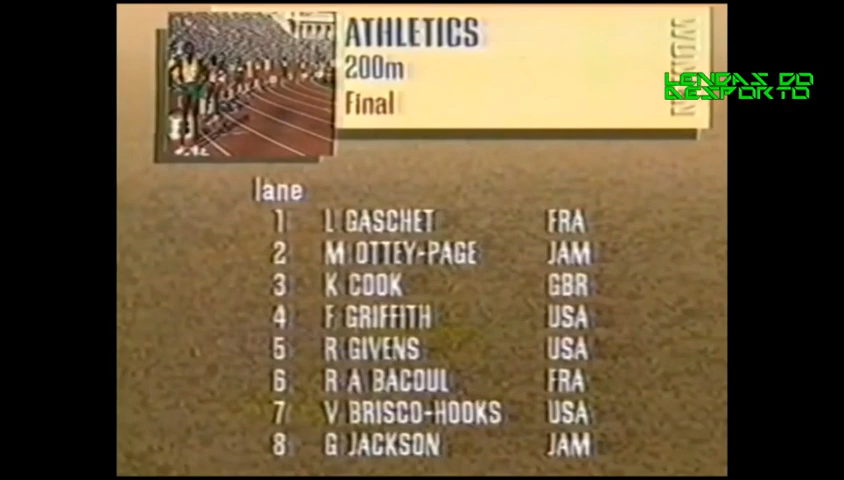 ATHLETICS
200m
Final
WOMEN
LENDAS DO
DESPORTO
lane
1 L GASCHET FRA
2 M OTTEY-PAGE JAM
3 K COOK GBR
4 F GRIFFITH USA
5 R GIVENS USA
6 R A BACOUL FRA
7 V BRISCO-HOOKS USA
8 G JACKSON JAM